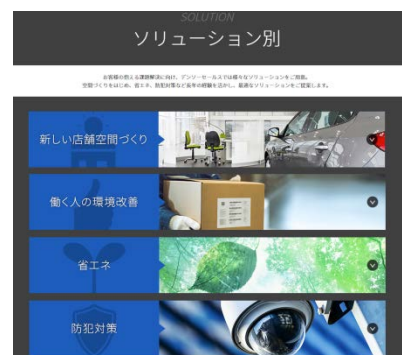 SOLUTION
ソリューション別
お客様の抱える課題解決に向け、デンソーセールスでは様々なソリューションをご用意。
空間づくりをはじめ、省エネ、防犯対策など長年の経験を活かし、最適なソリューションをご提案します。
新しい店舗空間づくり
働く人の環境改善
省エネ
防犯対策